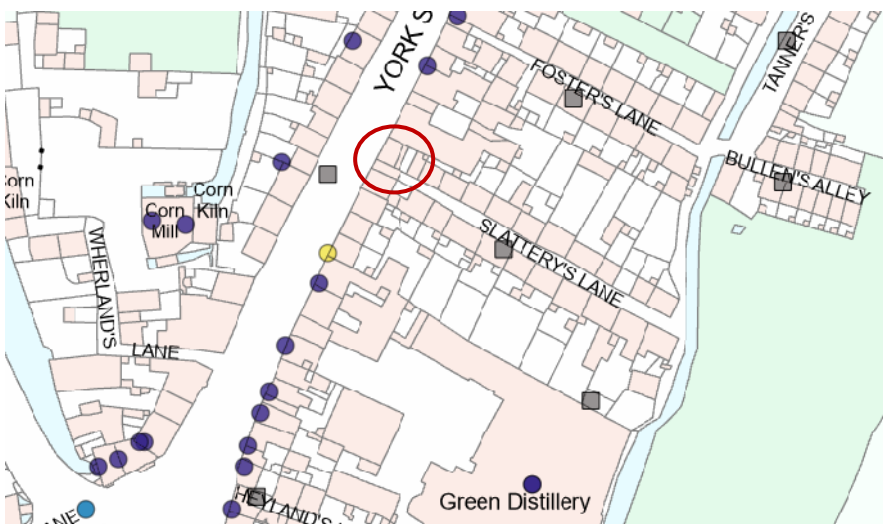 YORK S
FOSTER'S LANE
TANNER'S
BULLEN'S ALLEY
Corn
Kiln
Corn
Kiln
Corn
Mill
WHERLAND'S
LANE
SLATTERY'S LANE
Green Distillery
HEYLAND'S
ANE